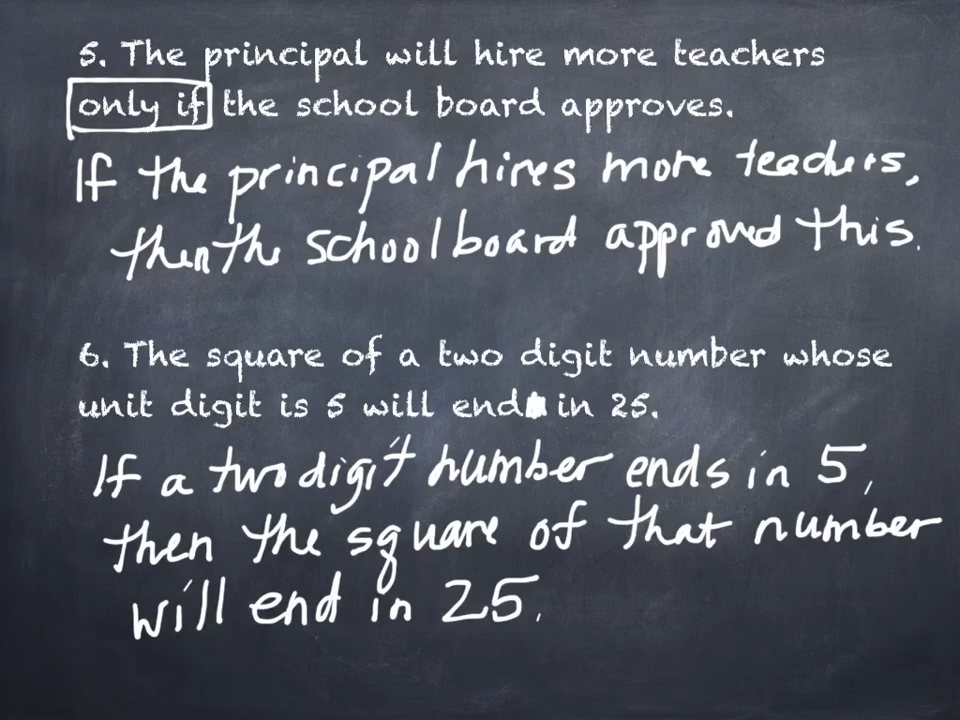 5. The principal will hire more teachers
only if the school board approves.
If the principal hires more teachers,
then the school board approved this.
6. The square of a two digit number whose
unit digit is 5 will end in 25.
If a two digit number ends in 5,
then the square of that number
will end in 25.